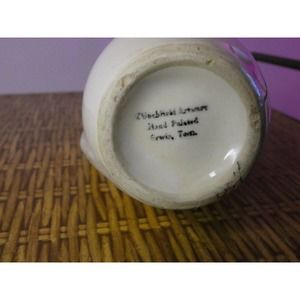 Artware
Hand Painted
Erwin, Tenn.